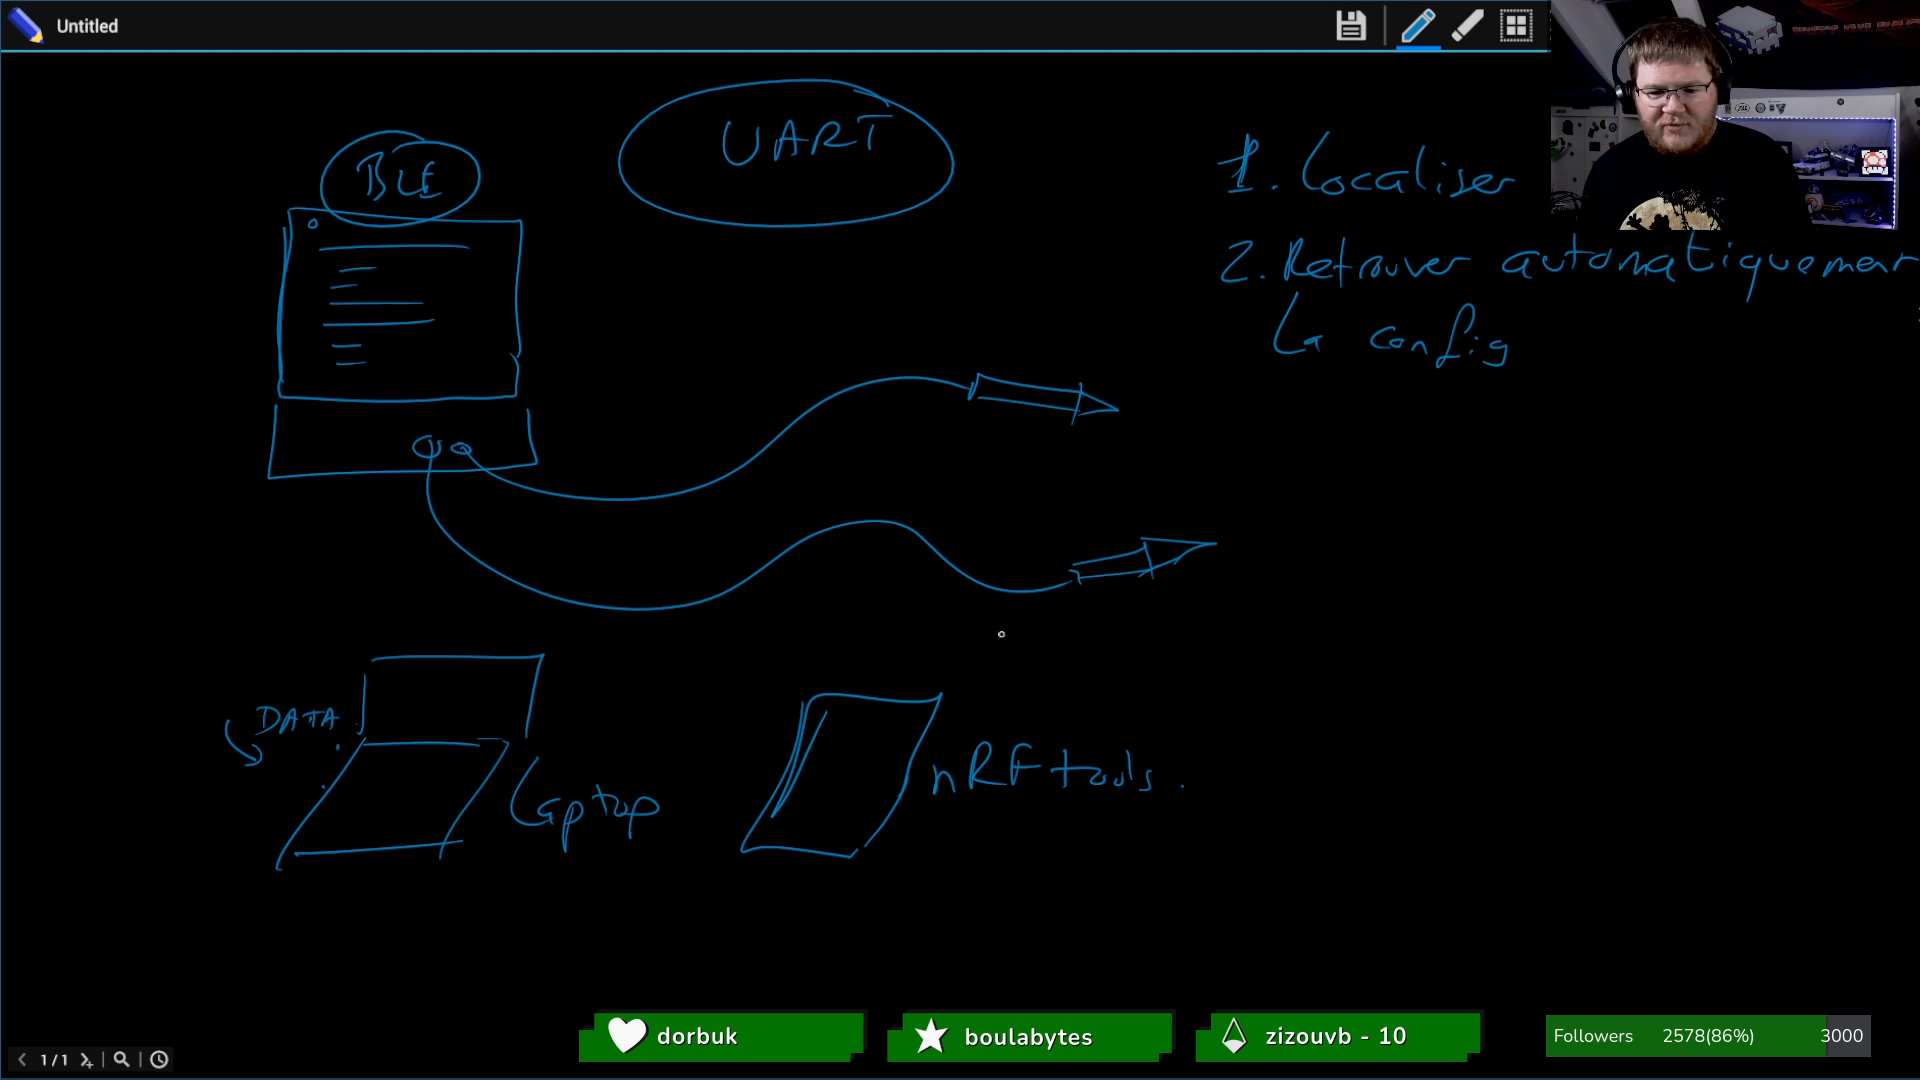 Untitled
UART
BLE
1. Localiser
2. Retrouver automatiquement
la config
DATA
Laptop
nRF tools.
dorbuk
boulabytes
zizouvb - 10
Followers 2578(86%) 3000
1/1